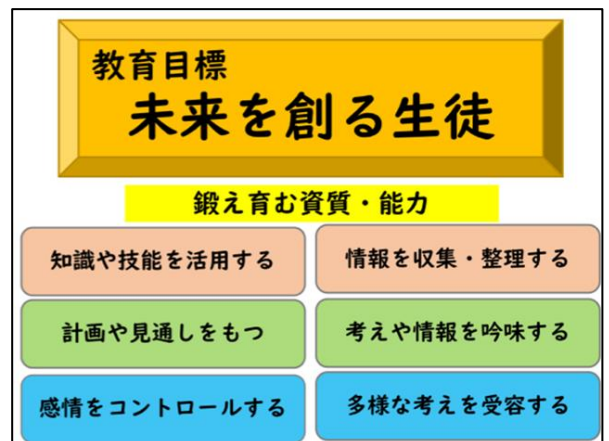 教育目標
未来を創る生徒
鍛え育む資質・能力
知識や技能を活用する
情報を収集・整理する
計画や見通しをもつ
考えや情報を吟味する
感情をコントロールする
多様な考えを受容する